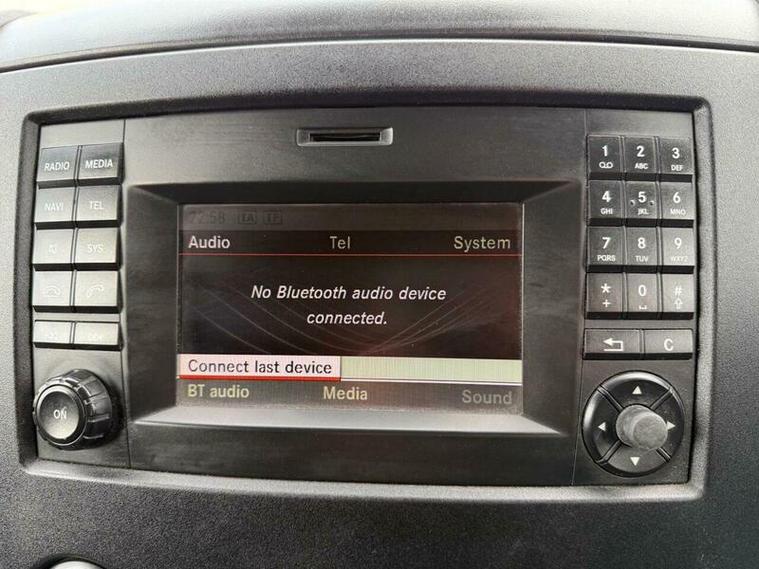 RADIO MEDIA
NAVI TEL
SYS
ON
Audio Tel System
No Bluetooth audio device
connected.
Connect last device
BT audio Media Sound
1 2 ABC 3 DEF
4 GHI 5 JKL 6 MNO
7 PQRS 8 TUV 9 WXYZ
* + 0 #
C